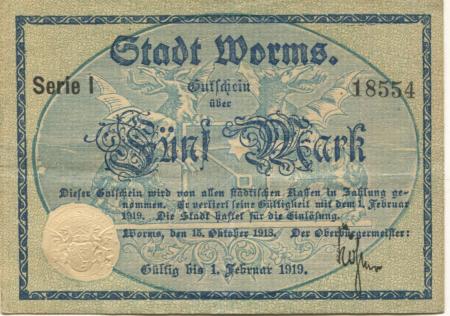 Stadt Worms.
Serie I
Gutschein
über
18554
Fünf Mark
Dieser Gutschein wird von allen städtischen Kassen in Zahlung ge-
nommen. Er verliert seine Gültigkeit mit dem 1. Februar
1919. Die Stadt haftet für die Einlösung.
Worms, den 15. Oktober 1918. Der Oberbürgermeister:
Gültig bis 1. Februar 1919.